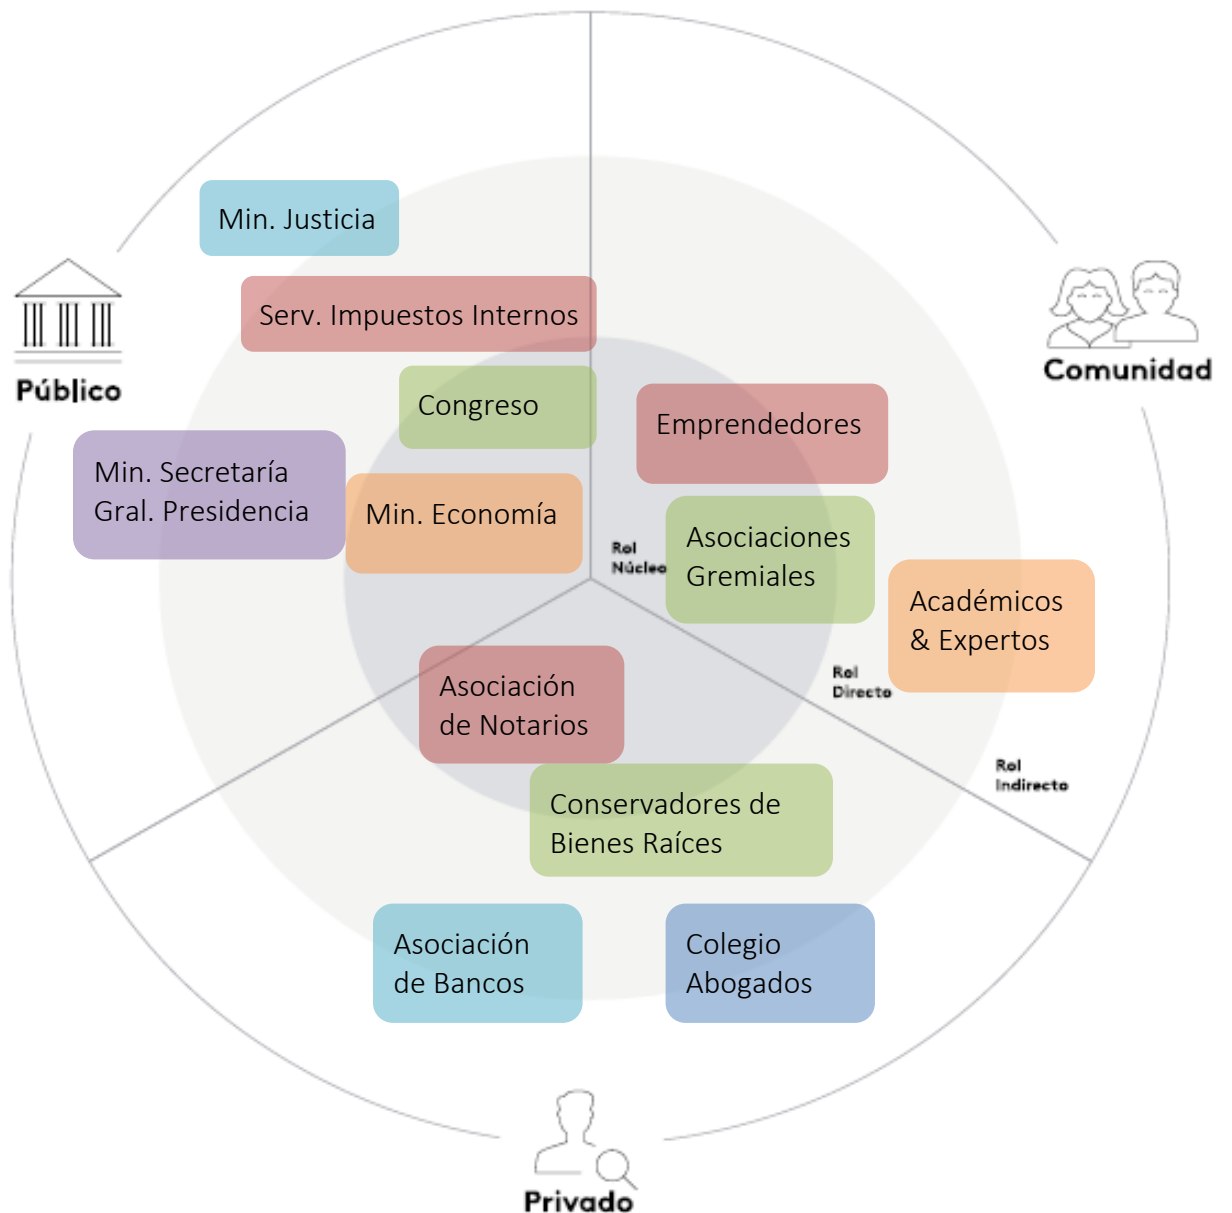 Min. Justicia
Serv. Impuestos Internos
Público
Comunidad
Congreso
Emprendedores
Min. Secretaría
Gral. Presidencia
Min. Economía
Rol
Núcleo
Asociaciones
Gremiales
Académicos
& Expertos
Rol
Directo
Asociación
de Notarios
Rol
Indirecto
Conservadores de
Bienes Raíces
Asociación
de Bancos
Colegio
Abogados
Privado